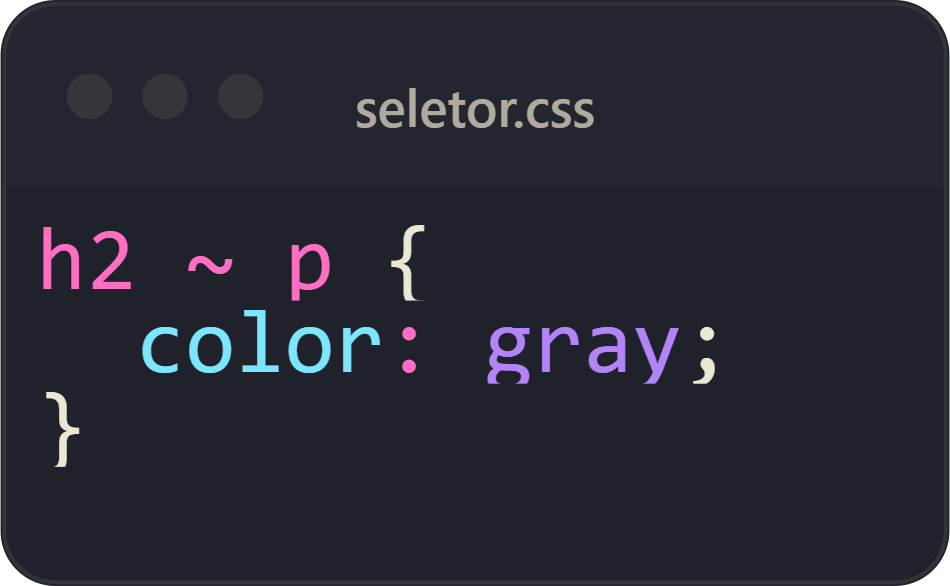 seletor.css
h2 ~ p {
  color: gray;
}